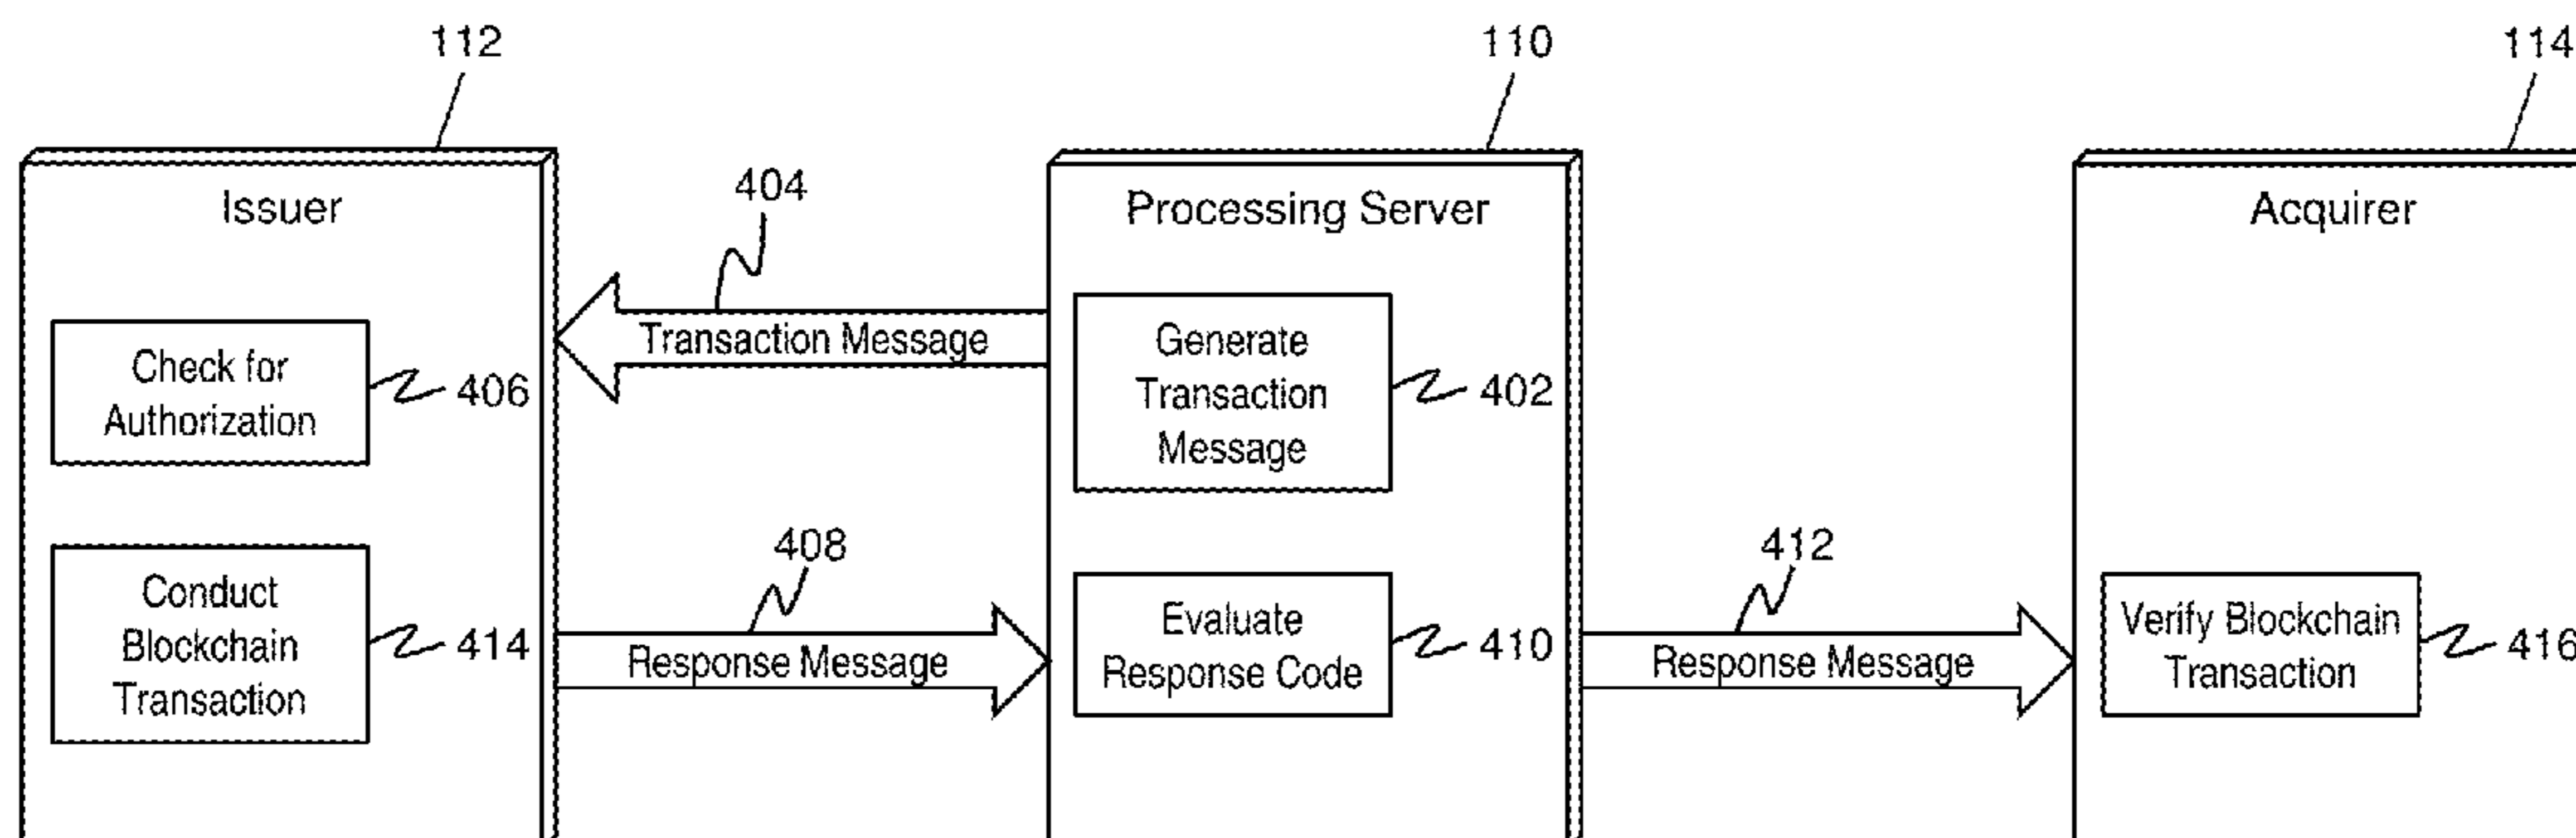 112
110
114
Issuer
Processing Server
Acquirer
404
Transaction Message
Generate
Transaction
Message
402
Check for
Authorization
406
408
412
Conduct
Blockchain
Transaction
414
Response Message
Evaluate
Response Code
410
Response Message
Verify Blockchain
Transaction
416